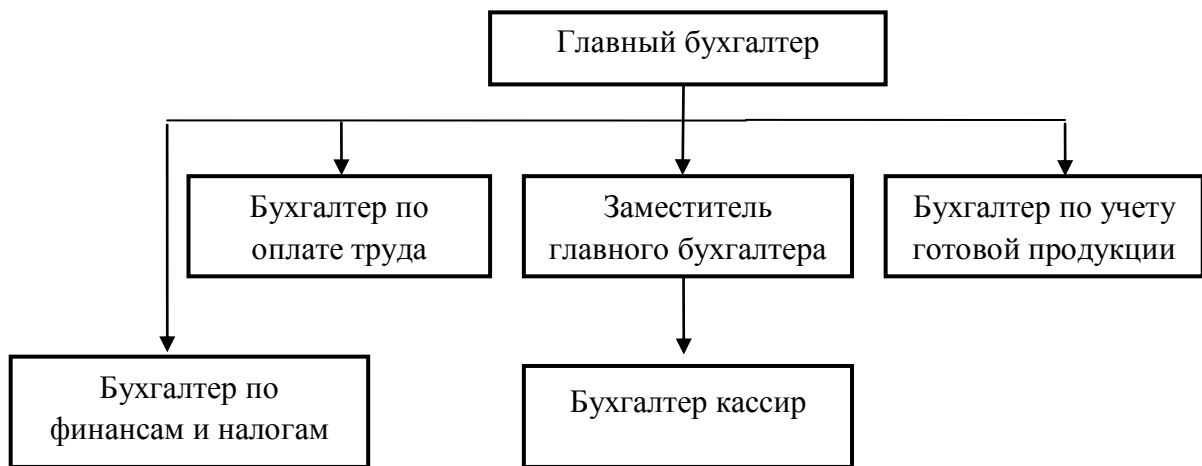 Главный бухгалтер
Бухгалтер по
оплате труда
Заместитель
главного бухгалтера
Бухгалтер по учету
готовой продукции
Бухгалтер по
финансам и налогам
Бухгалтер кассир